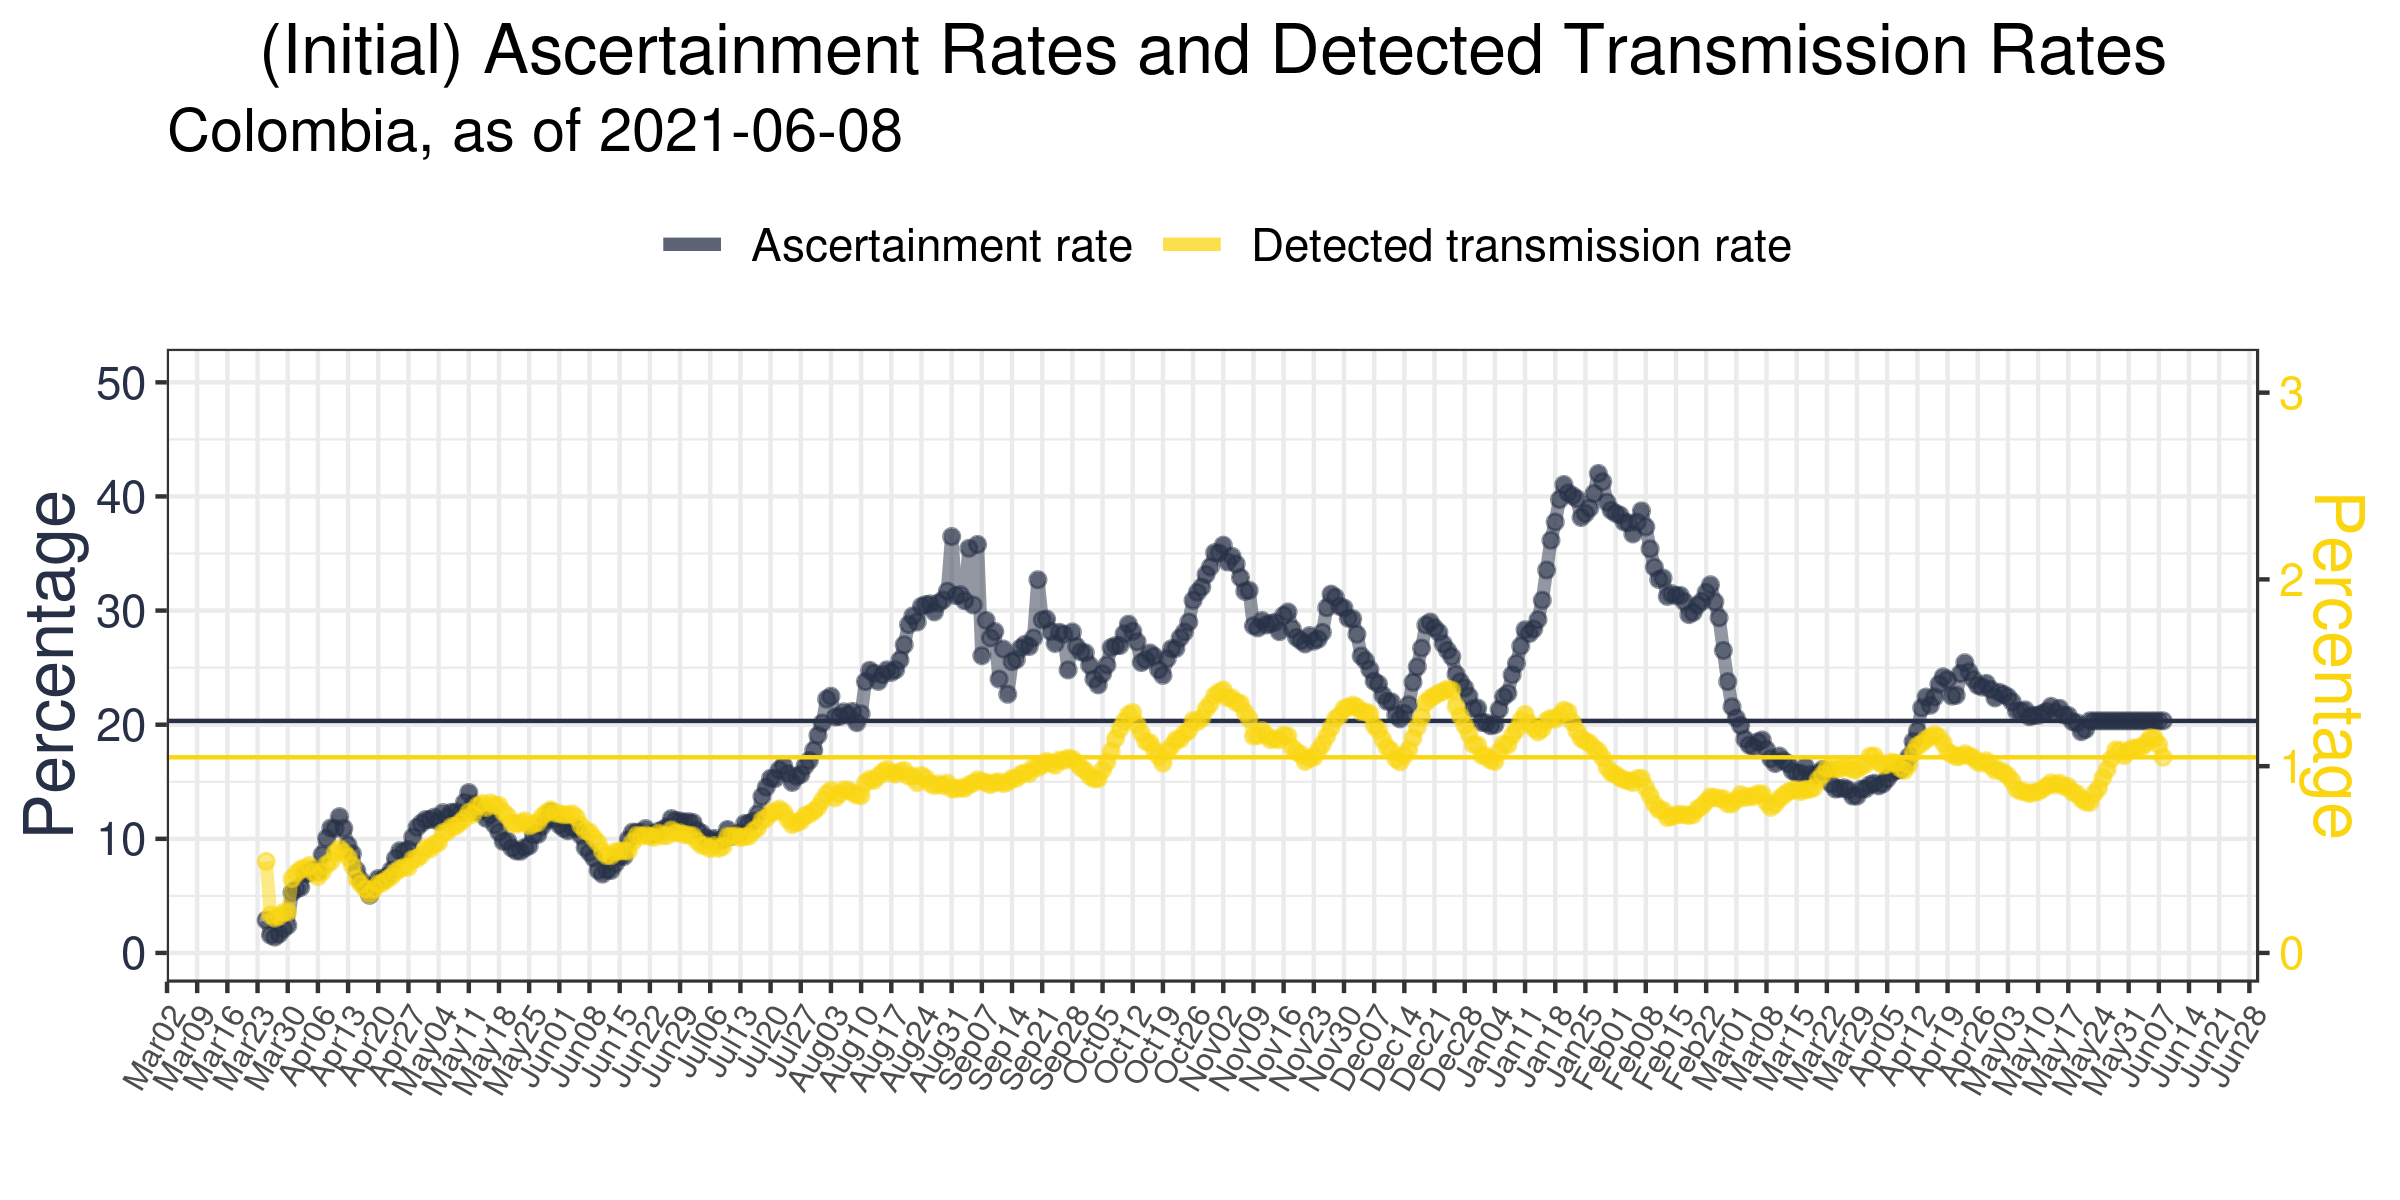 (Initial) Ascertainment Rates and Detected Transmission Rates
Colombia, as of 2021-06-08
Ascertainment rate
Detected transmission rate
Percentage
50
40
30
20
10
0
3
2
1
0
Percentage
Mar02
Mar09
Mar16
Mar23
Mar30
Apr06
Apr13
Apr20
Apr27
May04
May11
May18
May25
Jun01
Jun08
Jun15
Jun22
Jun29
Jul06
Jul13
Jul20
Jul27
Aug03
Aug10
Aug17
Aug24
Aug31
Sep07
Sep14
Sep21
Sep28
Oct05
Oct12
Oct19
Oct26
Nov02
Nov09
Nov16
Nov23
Nov30
Dec07
Dec14
Dec21
Dec28
Jan04
Jan11
Jan18
Jan25
Feb01
Feb08
Feb15
Feb22
Mar01
Mar08
Mar15
Mar22
Mar29
Apr05
Apr12
Apr19
Apr26
May03
May10
May17
May24
May31
Jun07
Jun14
Jun21
Jun28